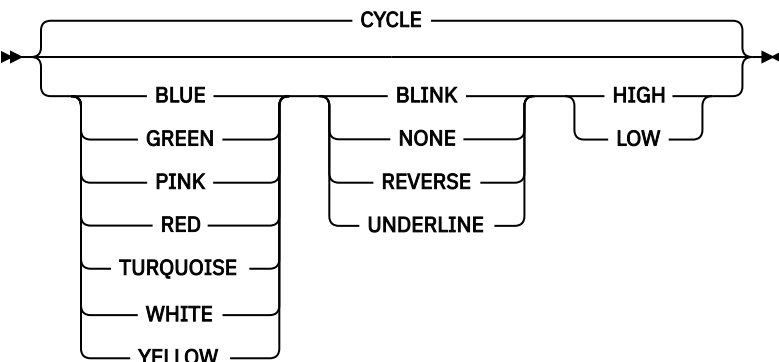 CYCLE
BLUE BLINK HIGH
GREEN NONE LOW
PINK REVERSE
RED UNDERLINE
TURQUOISE
WHITE
YELLOW